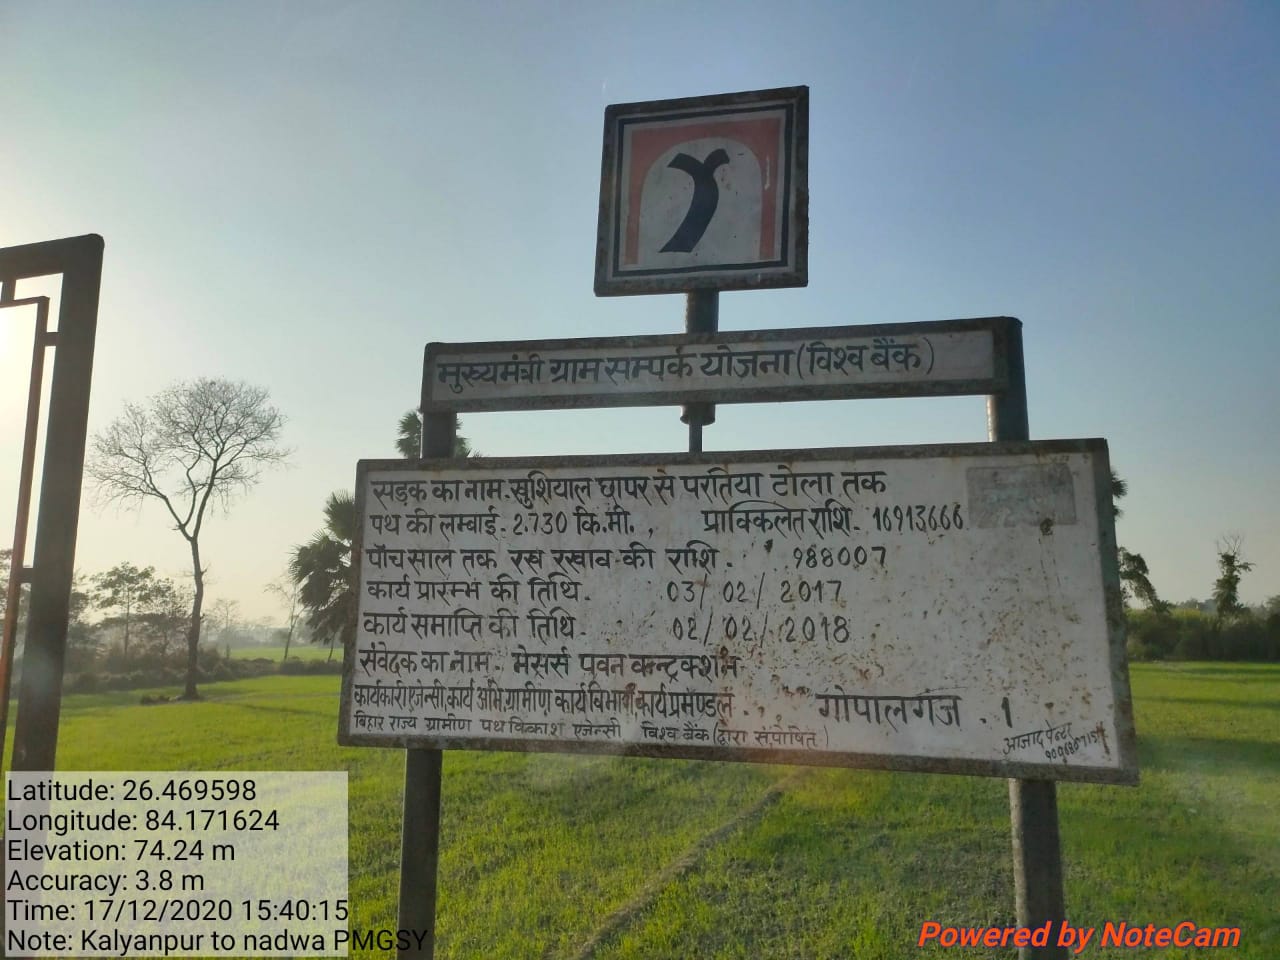 मुख्यमंत्री ग्राम सम्पर्क योजना (विश्व बैंक)
सड़क का नाम. खुशियाल छापर से परतिया टोला तक
पथ की लम्बाई. 2.730 कि.मी., प्राक्किलत राशि. 16913666
पाँच साल तक रख रखाव की राशि. 988007
कार्य प्रारम्भ की तिथि. 03/02/2017
कार्य समाप्ति की तिथि. 02/02/2018
संवेदक का नाम. मेसर्स पवन कन्ट्रक्शन
कार्यकारी एजेन्सी, कार्य अभि, ग्रामीण कार्य विभाग, कार्य प्रमण्डल. गोपालगंज. 1
बिहार राज्य ग्रामीण पथ विकाश एजेन्सी विश्व बैंक (द्वारा संपोषित)
आजाद पेन्टर
Latitude: 26.469598
Longitude: 84.171624
Elevation: 74.24 m
Accuracy: 3.8 m
Time: 17/12/2020 15:40:15
Note: Kalyanpur to nadwa PMGSY
Powered by NoteCam